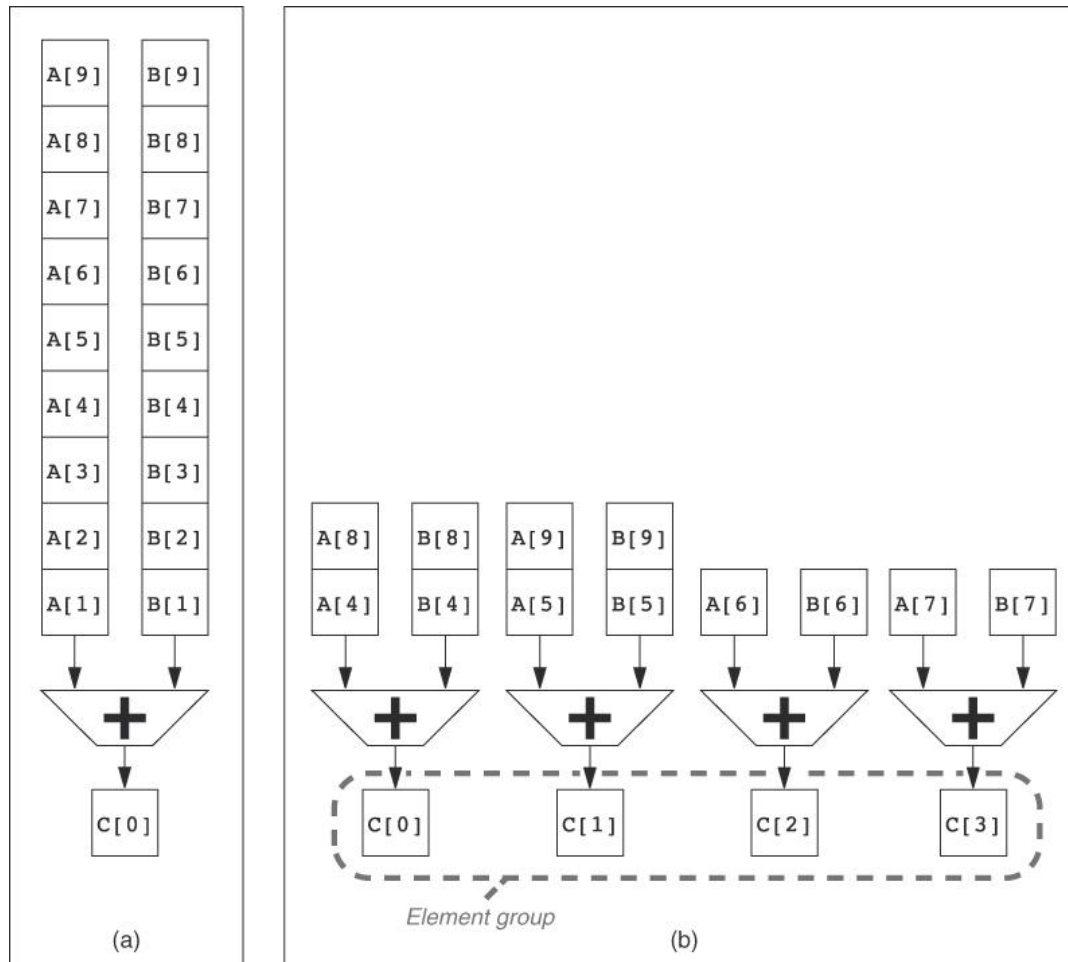 A[9] B[9]
A[8] B[8]
A[7] B[7]
A[6] B[6]
A[5] B[5]
A[4] B[4]
A[3] B[3]
A[2] B[2]
A[1] B[1]
+
C[0]
(a)
A[8] B[8] A[9] B[9]
A[4] B[4] A[5] B[5] A[6] B[6] A[7] B[7]
+ + + +
C[0] C[1] C[2] C[3]
Element group
(b)